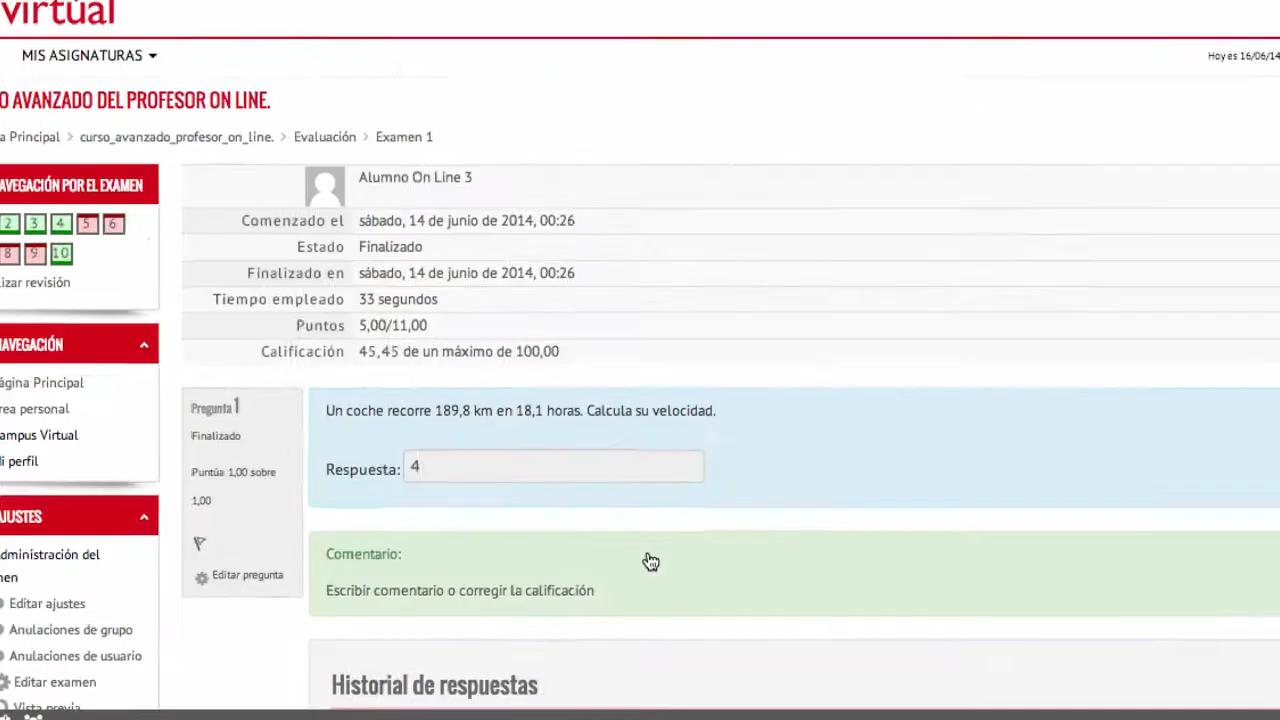 virtual
MIS ASIGNATURAS
Hoy es 16/06/14
O AVANZADO DEL PROFESOR ON LINE.
a Principal > curso_avanzado_profesor_on_line. > Evaluación > Examen 1
AVEGACIÓN POR EL EXAMEN
2 3 4 5 6
8 9 10
izar revisión
Alumno On Line 3
Comenzado el sábado, 14 de junio de 2014, 00:26
Estado Finalizado
Finalizado en sábado, 14 de junio de 2014, 00:26
Tiempo empleado 33 segundos
Puntos 5,00/11,00
Calificación 45,45 de un máximo de 100,00
AVEGACIÓN
ágina Principal
rea personal
ampus Virtual
i perfil
AJUSTES
dministración del
men
Editar ajustes
Anulaciones de grupo
Anulaciones de usuario
Editar examen
Vista previa
Pregunta 1
Finalizado
Puntúa 1,00 sobre
1,00
Editar pregunta
Un coche recorre 189,8 km en 18,1 horas. Calcula su velocidad.
Respuesta: 4
Comentario:
Escribir comentario o corregir la calificación
Historial de respuestas